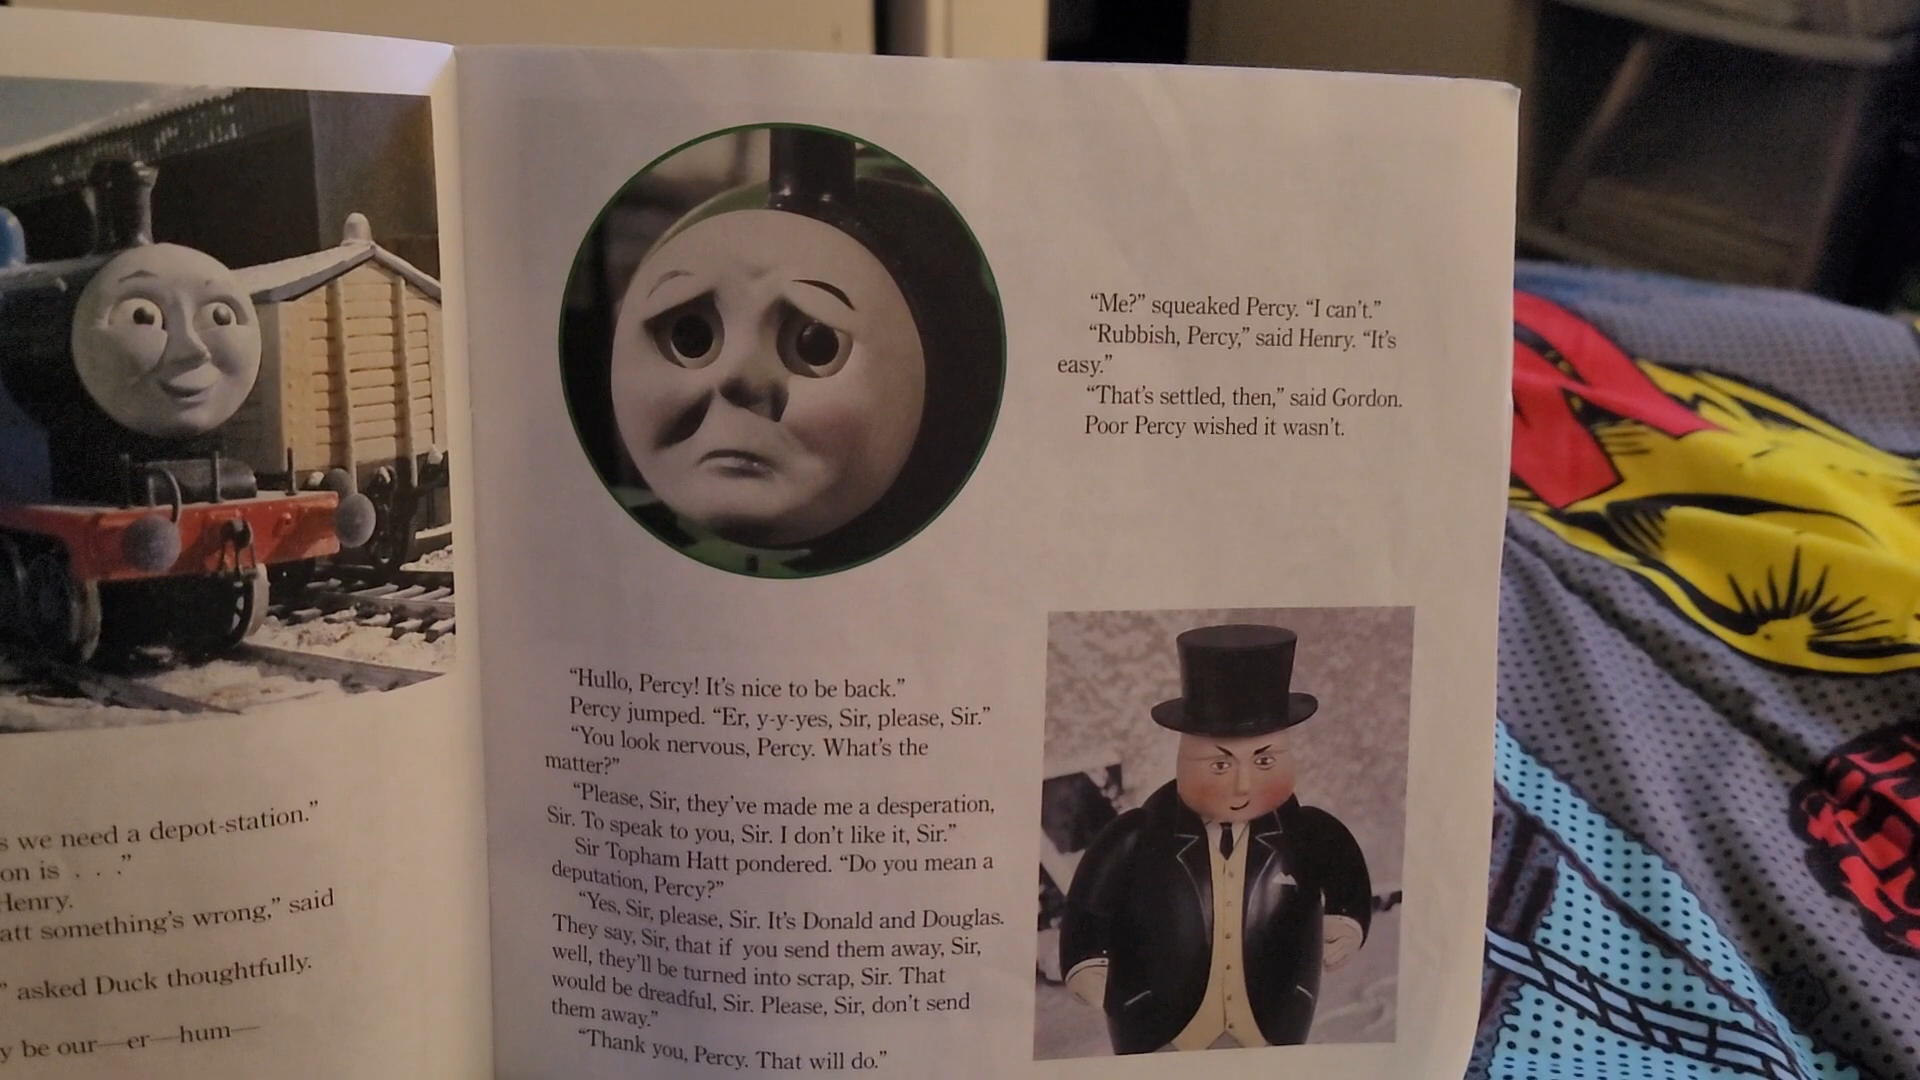 s we need a depot-station.”
on is . . .”
Henry.
att something's wrong,” said
” asked Duck thoughtfully.
y be our—er—hum—
“Me?” squeaked Percy. “I can't.”
“Rubbish, Percy,” said Henry. “It's
easy.”
“That's settled, then,” said Gordon.
Poor Percy wished it wasn't.
“Hullo, Percy! It's nice to be back.”
Percy jumped. “Er, y-y-yes, Sir, please, Sir.”
“You look nervous, Percy. What's the
matter?”
“Please, Sir, they've made me a desperation,
Sir. To speak to you, Sir. I don't like it, Sir.”
Sir Topham Hatt pondered. “Do you mean a
deputation, Percy?”
“Yes, Sir, please, Sir. It's Donald and Douglas.
They say, Sir, that if you send them away, Sir,
well, they'll be turned into scrap, Sir. That
would be dreadful, Sir. Please, Sir, don't send
them away.”
“Thank you, Percy. That will do.”